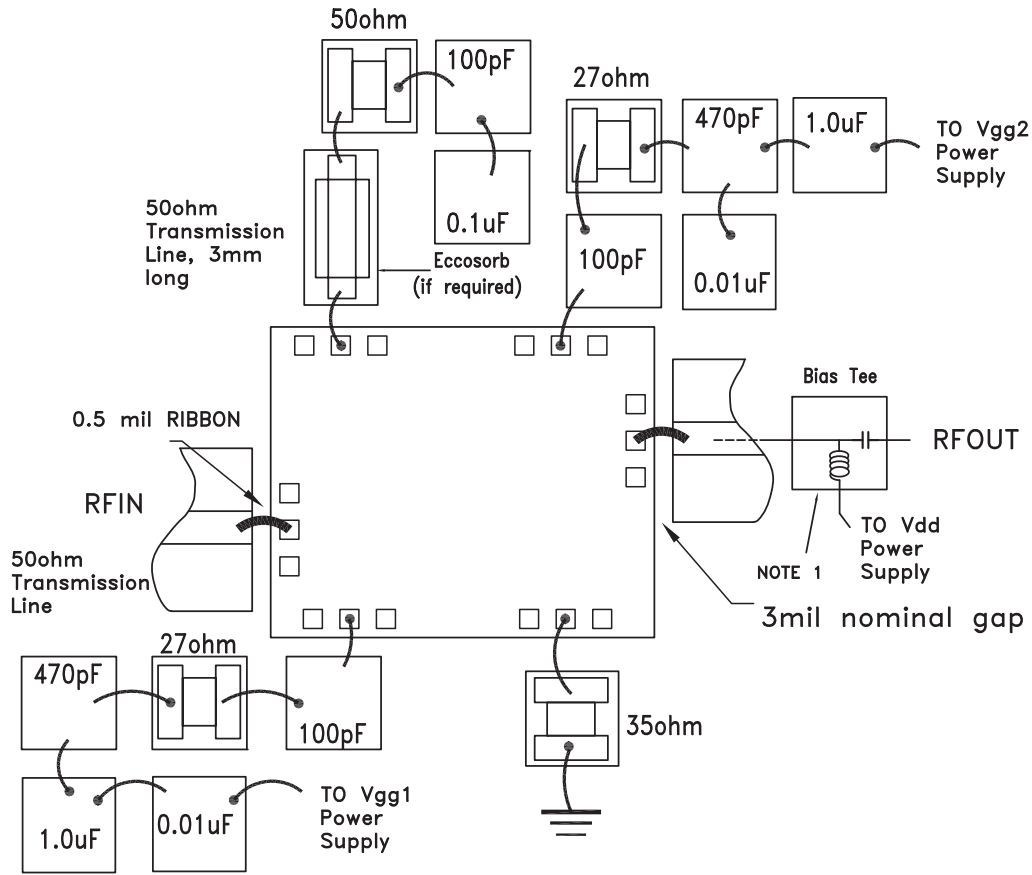 50ohm
100pF
27ohm
470pF
1.0uF
TO Vgg2
Power
Supply
50ohm
Transmission
Line, 3mm
long
0.1uF
Eccosorb
(if required)
100pF
0.01uF
0.5 mil RIBBON
Bias Tee
RFIN
RFOUT
50ohm
Transmission
Line
TO Vdd
Power
Supply
NOTE 1
3mil nominal gap
27ohm
470pF
100pF
35ohm
1.0uF
0.01uF
TO Vgg1
Power
Supply